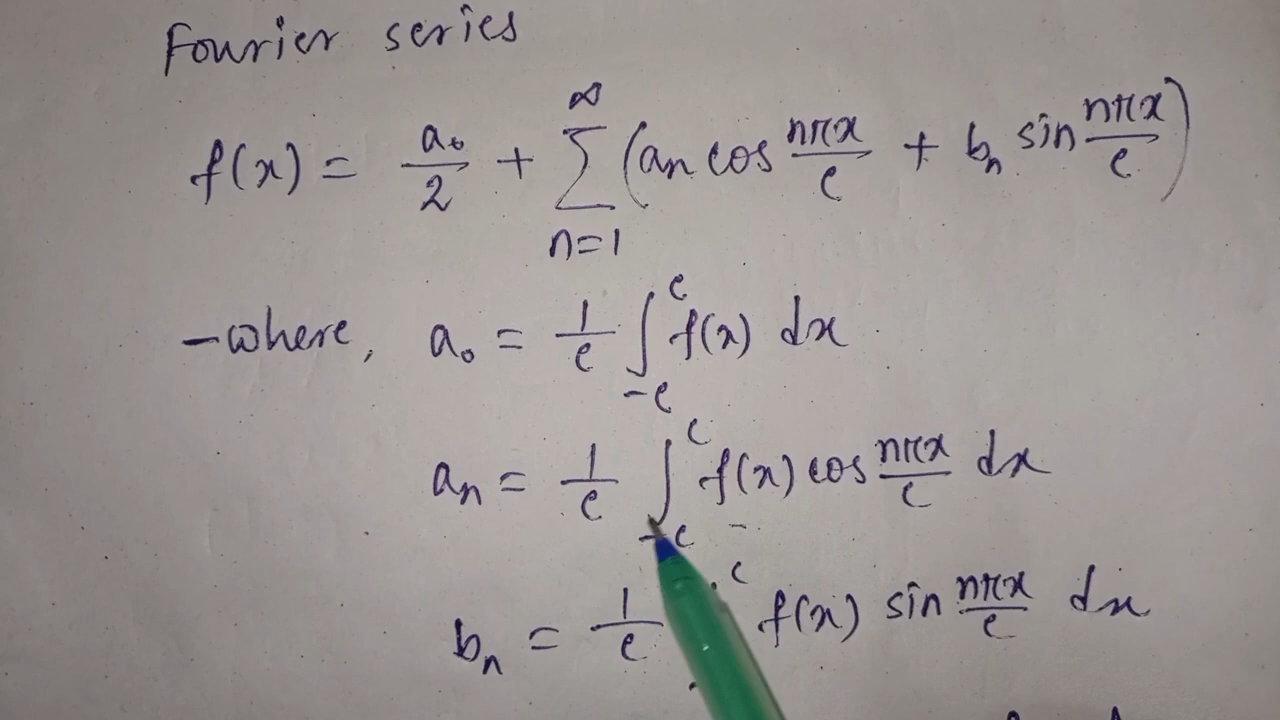 Fourier series
f(x) = a₀/2 + ∑_{n=1}^{∞} (an cos nπx/l + bₙ sin nπx/l)
-where, a₀ = 1/l ∫_{-l}^{l} f(x) dx
aₙ = 1/l ∫_{-l}^{l} f(x) cos nπx/l dx
bₙ = 1/l f(x) sin nπx/l dx